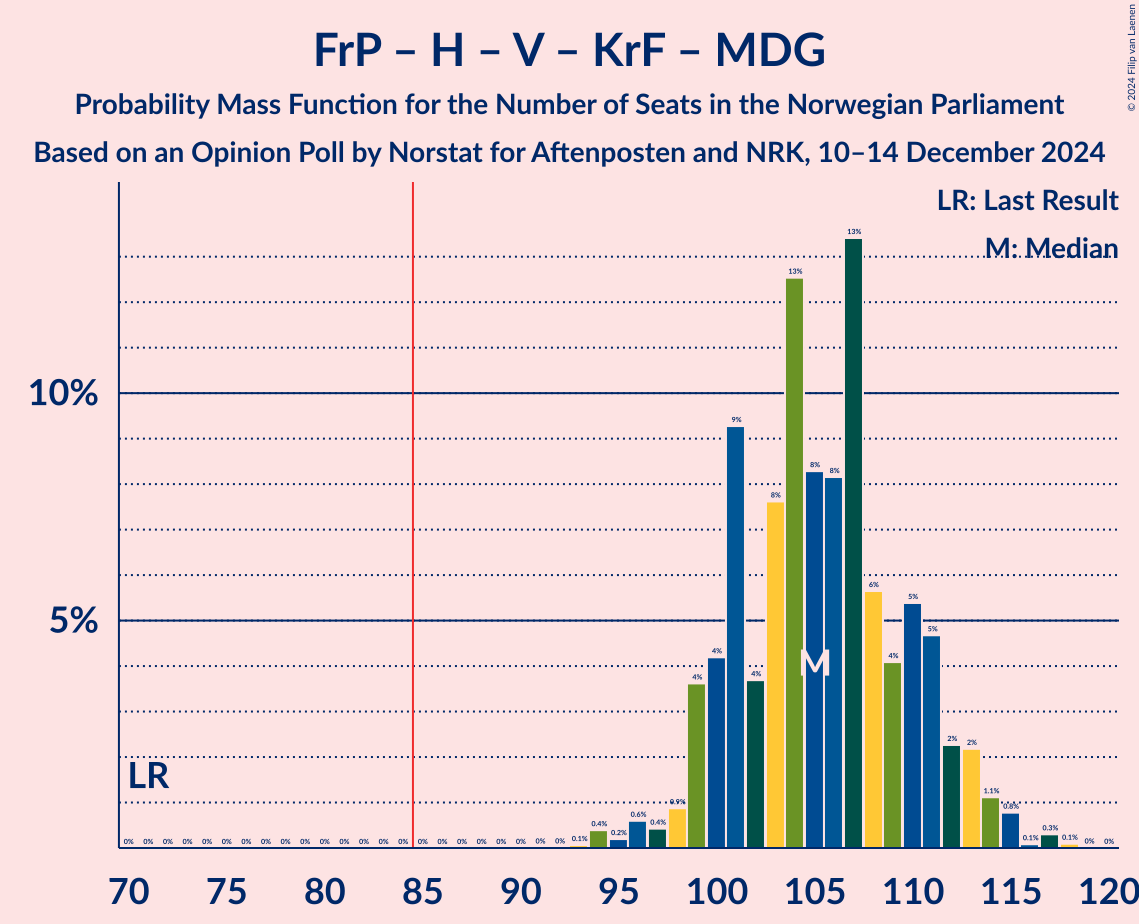 FrP – H – V – KrF – MDG
Probability Mass Function for the Number of Seats in the Norwegian Parliament
Based on an Opinion Poll by Norstat for Aftenposten and NRK, 10–14 December 2024
© 2024 Filip van Laenen
LR: Last Result
M: Median
10%
5%
LR
M
0% 0% 0% 0% 0% 0% 0% 0% 0% 0% 0% 0% 0% 0% 0% 0% 0% 0% 0% 0% 0% 0% 0% 0.1% 0.4% 0.2% 0.6% 0.4% 0.9% 4% 4% 9% 4% 8% 13% 8% 8% 13% 6% 4% 5% 5% 2% 2% 1.1% 0.8% 0.1% 0.3% 0.1% 0% 0%
70 75 80 85 90 95 100 105 110 115 120